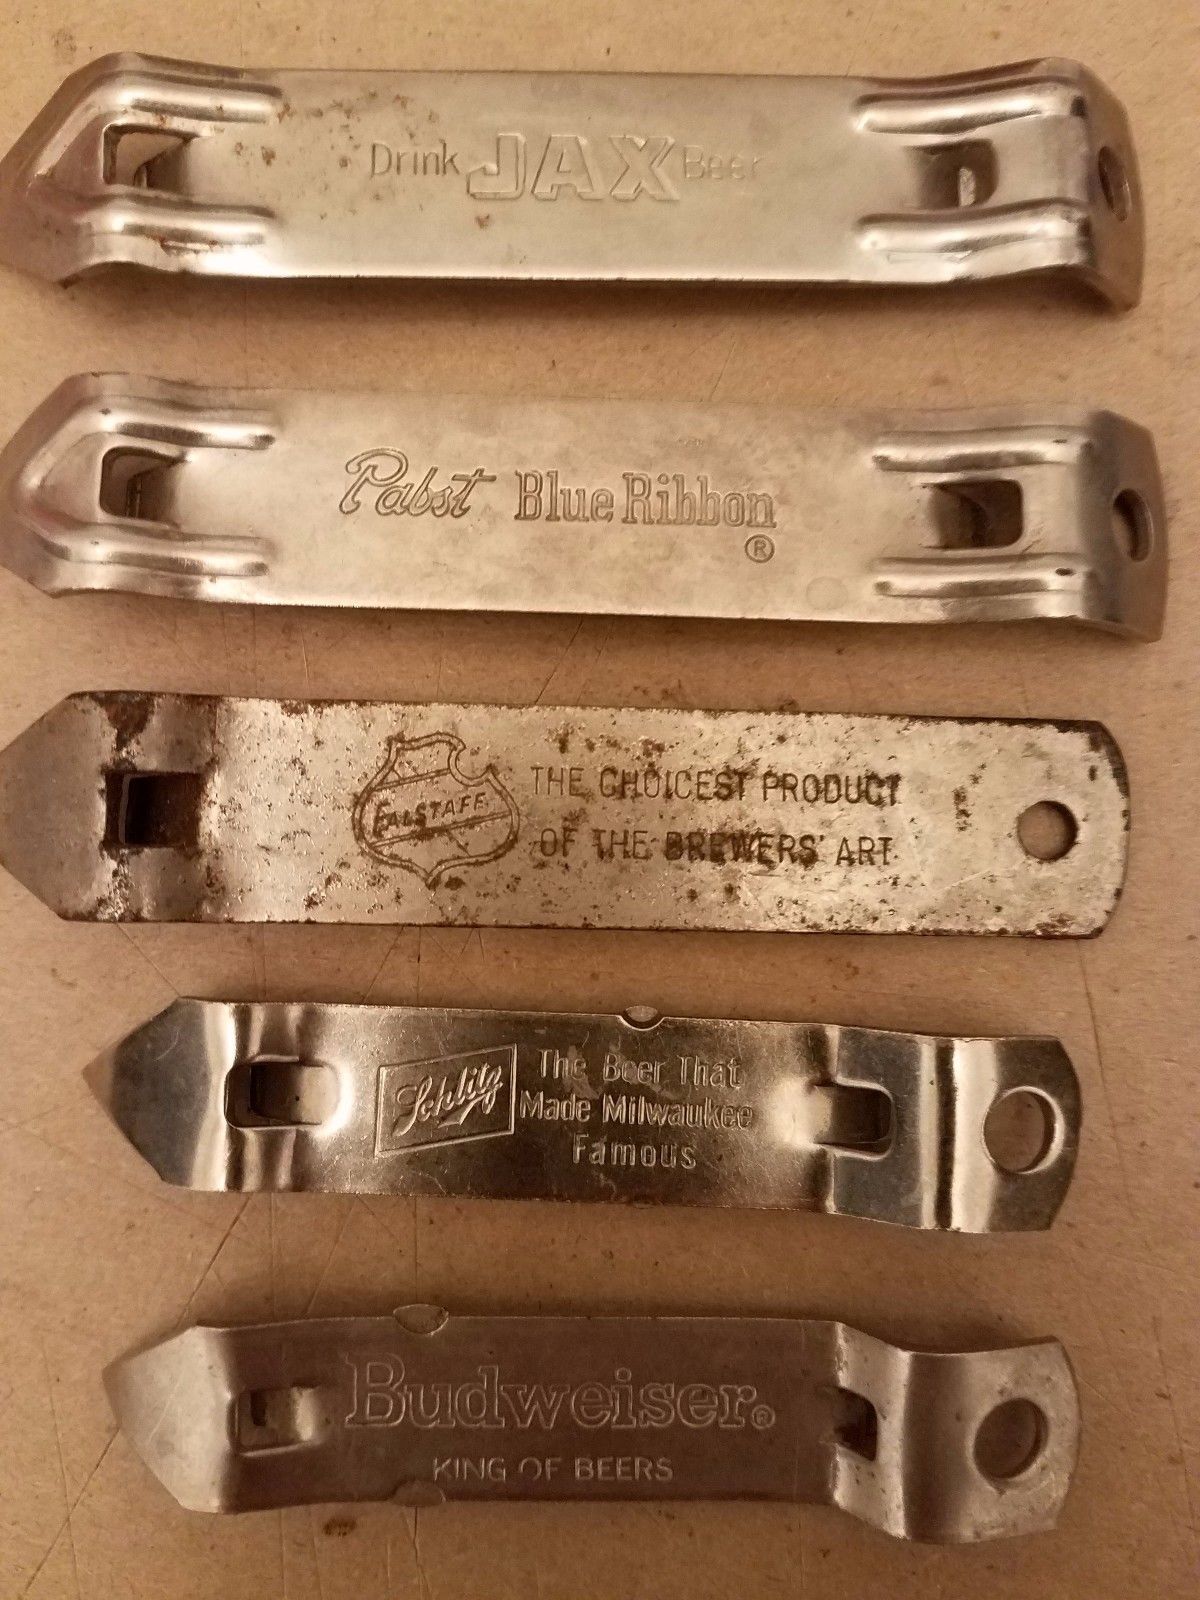 Drink JAX Beer
Pabst Blue Ribbon
®
FALSTAFF
THE CHOICEST PRODUCT
OF THE BREWERS' ART
Schlitz
The Beer That
Made Milwaukee
Famous
Budweiser®
KING OF BEERS